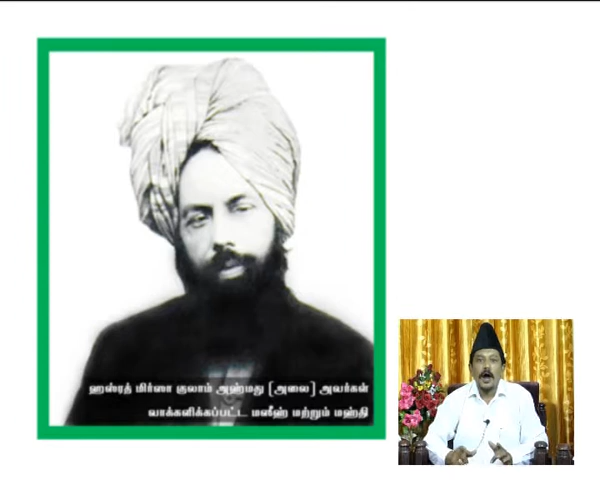 ஹஸ்ரத் மிர்ஸா குலாம் அஹ்மது (அலை) அவர்கள்
வாக்களிக்கப்பட்ட மஸீஹ் மற்றும் மஹ்தி